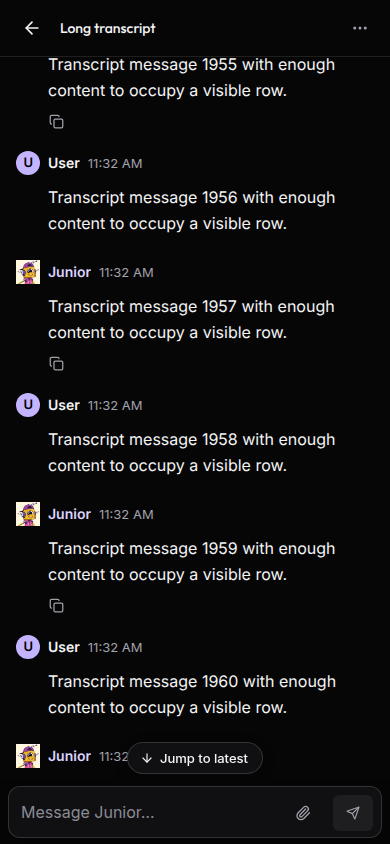 Long transcript
Transcript message 1955 with enough
content to occupy a visible row.
U User 11:32 AM
Transcript message 1956 with enough
content to occupy a visible row.
Junior 11:32 AM
Transcript message 1957 with enough
content to occupy a visible row.
U User 11:32 AM
Transcript message 1958 with enough
content to occupy a visible row.
Junior 11:32 AM
Transcript message 1959 with enough
content to occupy a visible row.
U User 11:32 AM
Transcript message 1960 with enough
content to occupy a visible row.
Junior 11:32
Jump to latest
Message Junior...